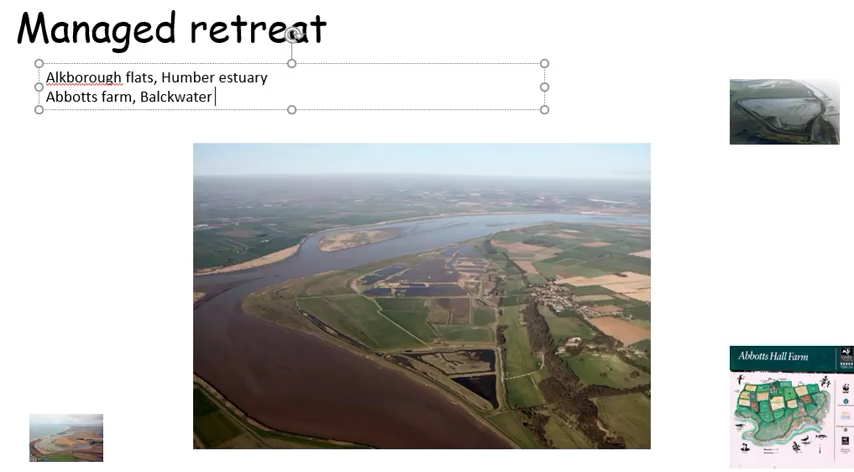 Managed retreat
Alkborough flats, Humber estuary
Abbotts farm, Balckwater
Abbotts Hall Farm